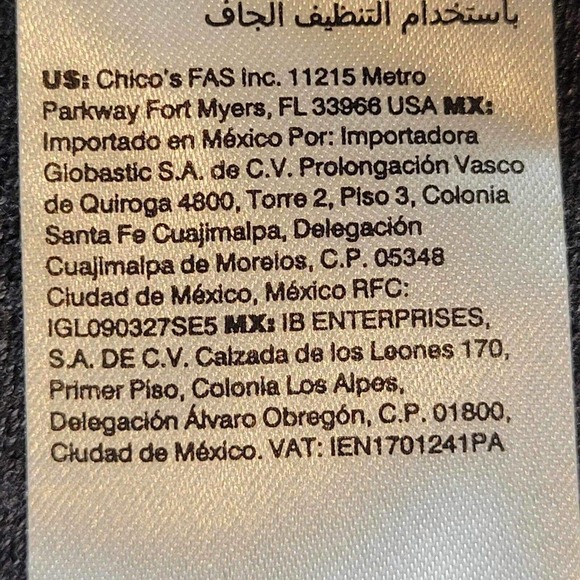 باستخدام التنظيف الجاف
US: Chico's FAS Inc. 11215 Metro
Parkway Fort Myers, FL 33966 USA MX:
Importado en México Por: Importadora
Globastic S.A. de C.V. Prolongación Vasco
de Quiroga 4800, Torre 2, Piso 3, Colonia
Santa Fe Cuajimalpa, Delegación
Cuajimalpa de Morelos, C.P. 05348
Ciudad de México, México RFC:
IGL090327SE5 MX: IB ENTERPRISES,
S.A. DE C.V. Calzada de los Leones 170,
Primer Piso, Colonia Los Alpes,
Delegación Álvaro Obregón, C.P. 01800,
Ciudad de México. VAT: IEN1701241PA